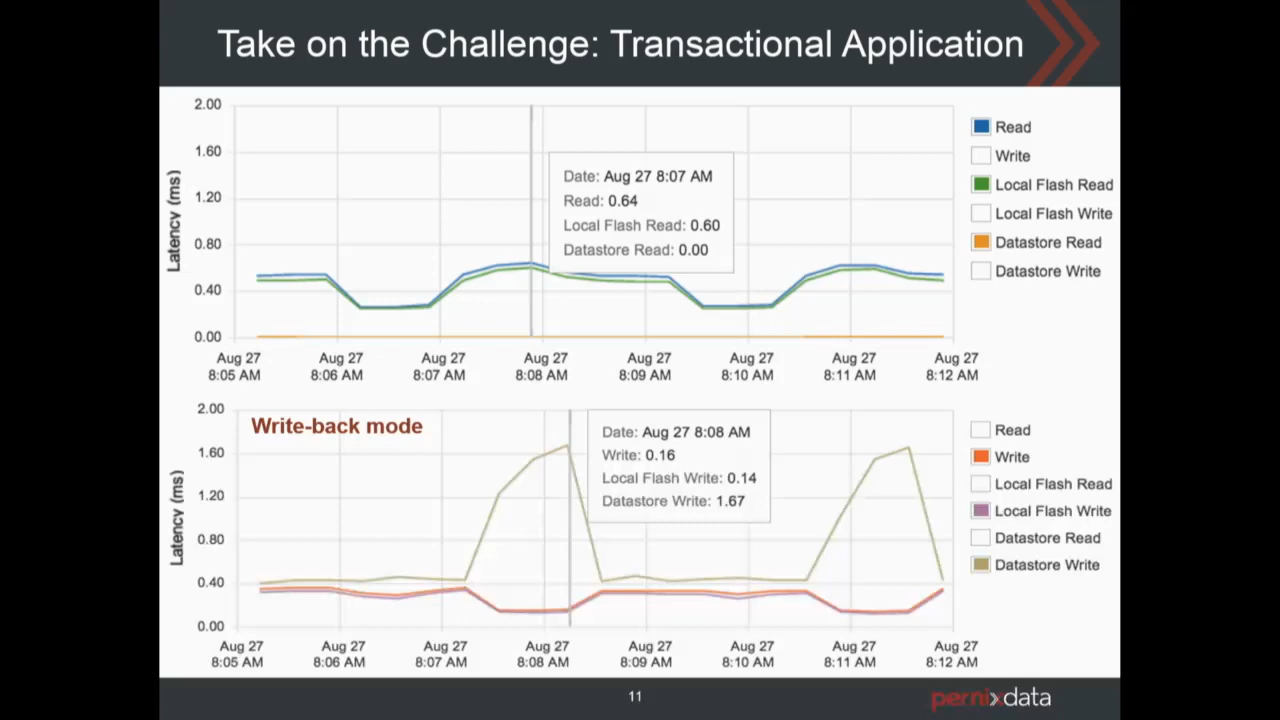 Take on the Challenge: Transactional Application
2.00
1.60
1.20
0.80
0.40
0.00
Latency (ms)
Date: Aug 27 8:07 AM
Read: 0.64
Local Flash Read: 0.60
Datastore Read: 0.00
Read
Write
Local Flash Read
Local Flash Write
Datastore Read
Datastore Write
Aug 27 Aug 27 Aug 27 Aug 27 Aug 27 Aug 27 Aug 27 Aug 27
8:05 AM 8:06 AM 8:07 AM 8:08 AM 8:09 AM 8:10 AM 8:11 AM 8:12 AM
2.00
1.60
1.20
0.80
0.40
0.00
Latency (ms)
Write-back mode
Date: Aug 27 8:08 AM
Write: 0.16
Local Flash Write: 0.14
Datastore Write: 1.67
Read
Write
Local Flash Read
Local Flash Write
Datastore Read
Datastore Write
Aug 27 Aug 27 Aug 27 Aug 27 Aug 27 Aug 27 Aug 27 Aug 27
8:05 AM 8:06 AM 8:07 AM 8:08 AM 8:09 AM 8:10 AM 8:11 AM 8:12 AM
11
pernixdata